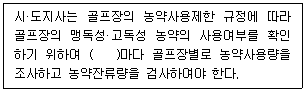 시·도지사는 골프장의 농약사용제한 규정에 따라
골프장의 맹독성·고독성 농약의 사용여부를 확인
하기 위하여 (   )마다 골프장별로 농약사용량을
조사하고 농약잔류량을 검사하여야 한다.